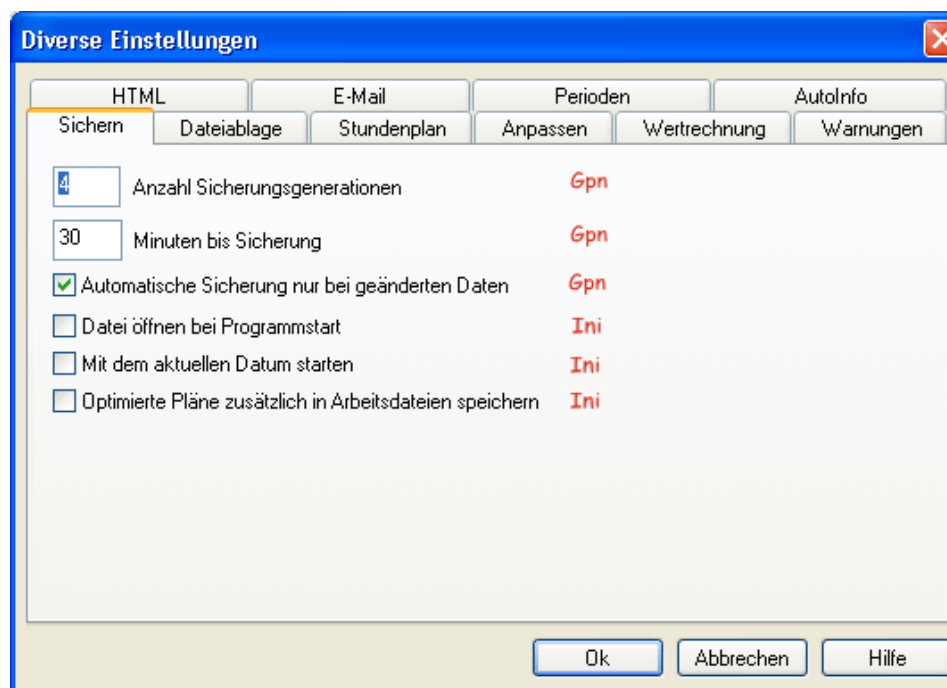 Diverse Einstellungen
HTML E-Mail Perioden AutoInfo
Sichern Dateiablage Stundenplan Anpassen Wertrechnung Warnungen
4 Anzahl Sicherungsgenerationen Gpn
30 Minuten bis Sicherung Gpn
Automatische Sicherung nur bei geänderten Daten Gpn
Datei öffnen bei Programmstart Ini
Mit dem aktuellen Datum starten Ini
Optimierte Pläne zusätzlich in Arbeitsdateien speichern Ini
Ok Abbrechen Hilfe